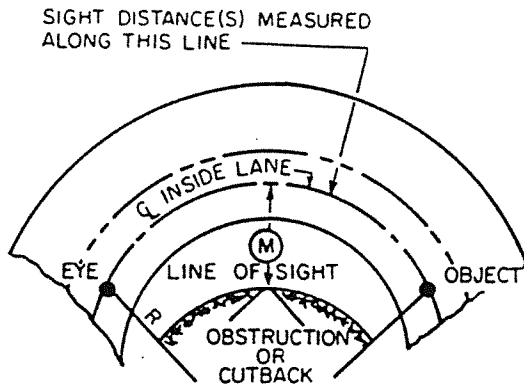 SIGHT DISTANCE(S) MEASURED
ALONG THIS LINE
℄ INSIDE LANE
M
EYE
LINE OF SIGHT
OBJECT
R
OBSTRUCTION
OR
CUTBACK